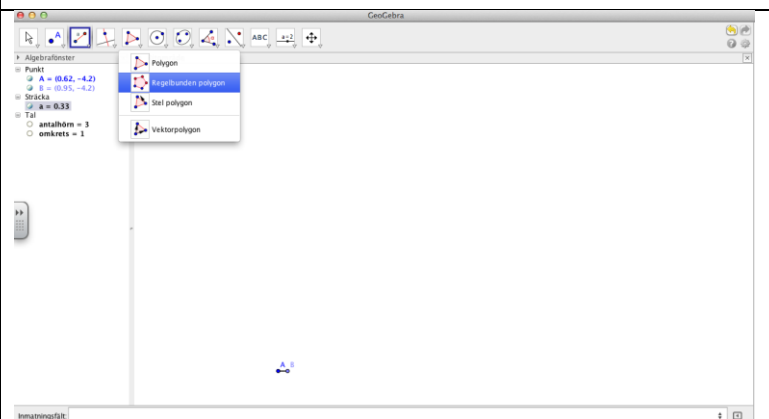 GeoGebra
A
ABC
a=2
Algebrafönster
Punkt
A = (0.62, -4.2)
B = (0.95, -4.2)
Sträcka
a = 0.33
Tal
antalhörn = 3
omkrets = 1
Polygon
Regelbunden polygon
Stel polygon
Vektorpolygon
A B
Inmatningsfält: